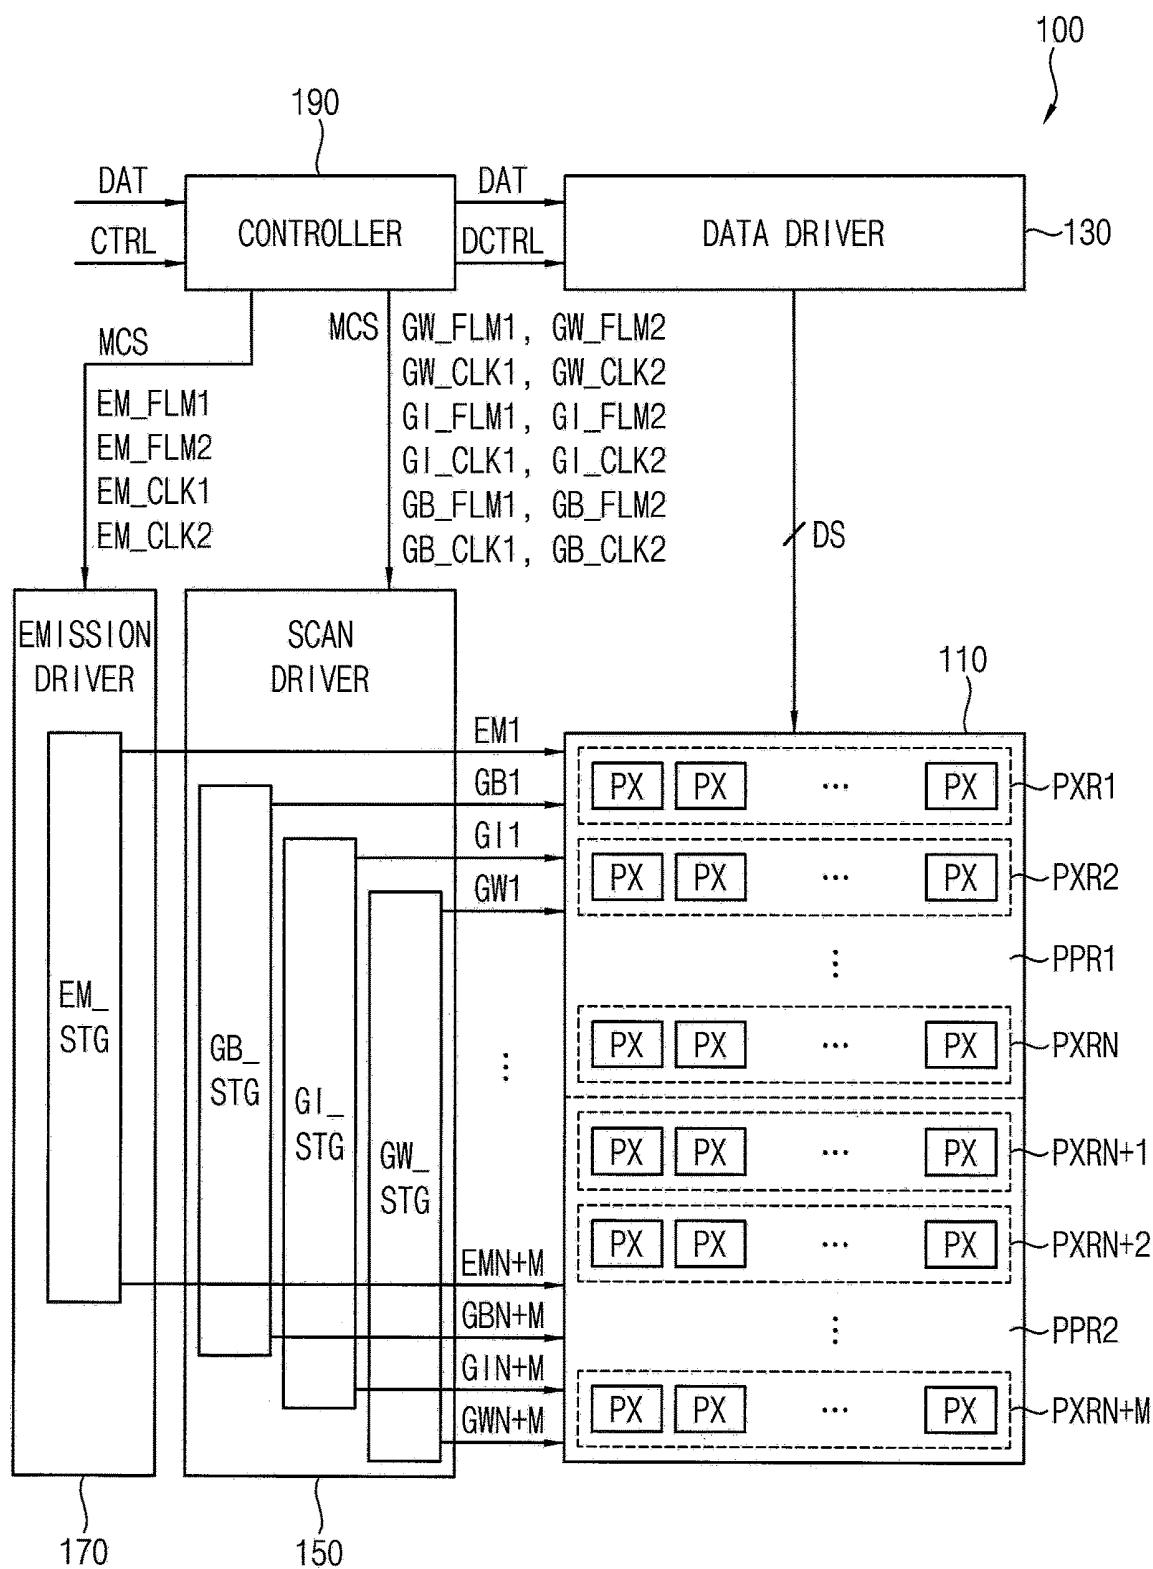 100
190
DAT
DAT
CONTROLLER
DATA DRIVER
130
CTRL
DCTRL
MCS
MCS
GW_FLM1, GW_FLM2
GW_CLK1, GW_CLK2
GI_FLM1, GI_FLM2
GI_CLK1, GI_CLK2
GB_FLM1, GB_FLM2
GB_CLK1, GB_CLK2
EM_FLM1
EM_FLM2
EM_CLK1
EM_CLK2
DS
EMISSION
DRIVER
SCAN
DRIVER
110
EM1
GB1
GI1
GW1
PX PX ... PX PXR1
PX PX ... PX PXR2
PPR1
PX PX ... PX PXRN
PX PX ... PX PXRN+1
PX PX ... PX PXRN+2
PPR2
PX PX ... PX PXRN+M
EM_
STG
GB_
STG
GI_
STG
GW_
STG
EMN+M
GBN+M
GIN+M
GWN+M
170
150